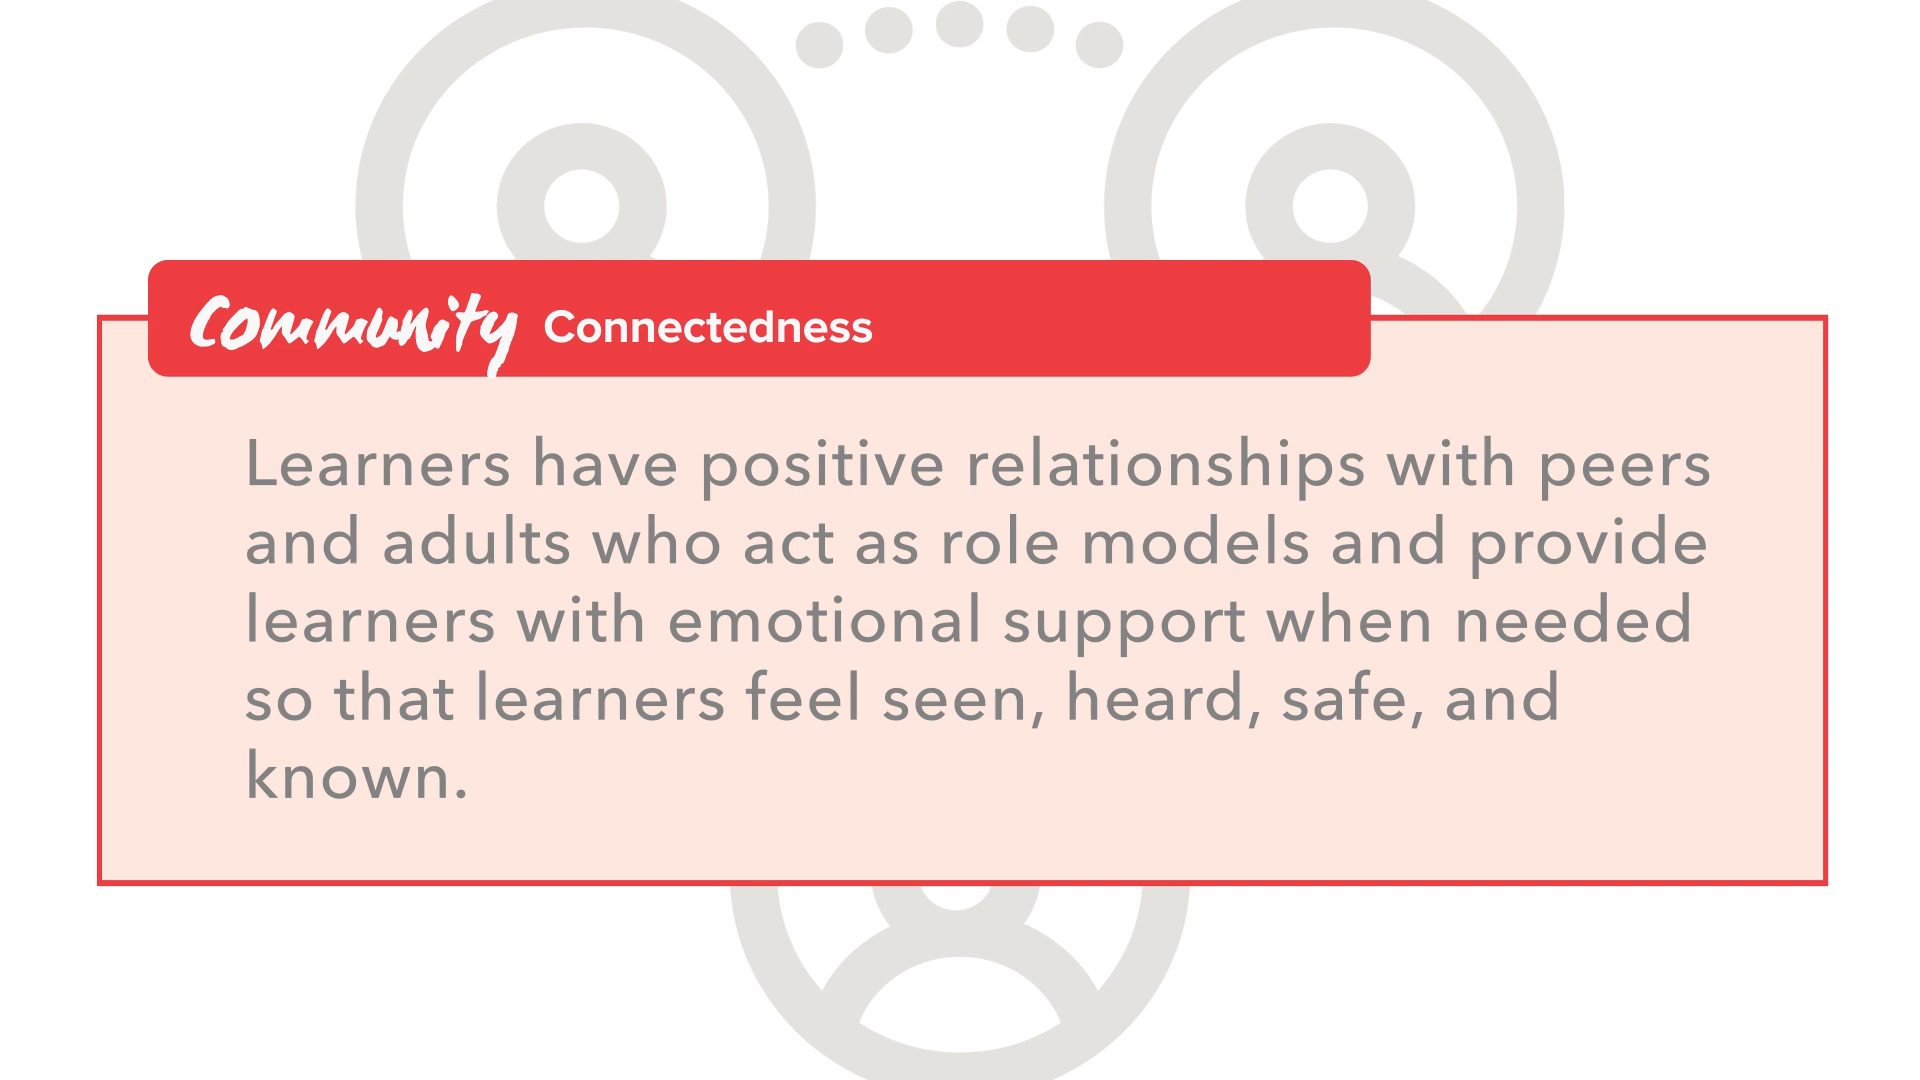 Community Connectedness
Learners have positive relationships with peers
and adults who act as role models and provide
learners with emotional support when needed
so that learners feel seen, heard, safe, and
known.